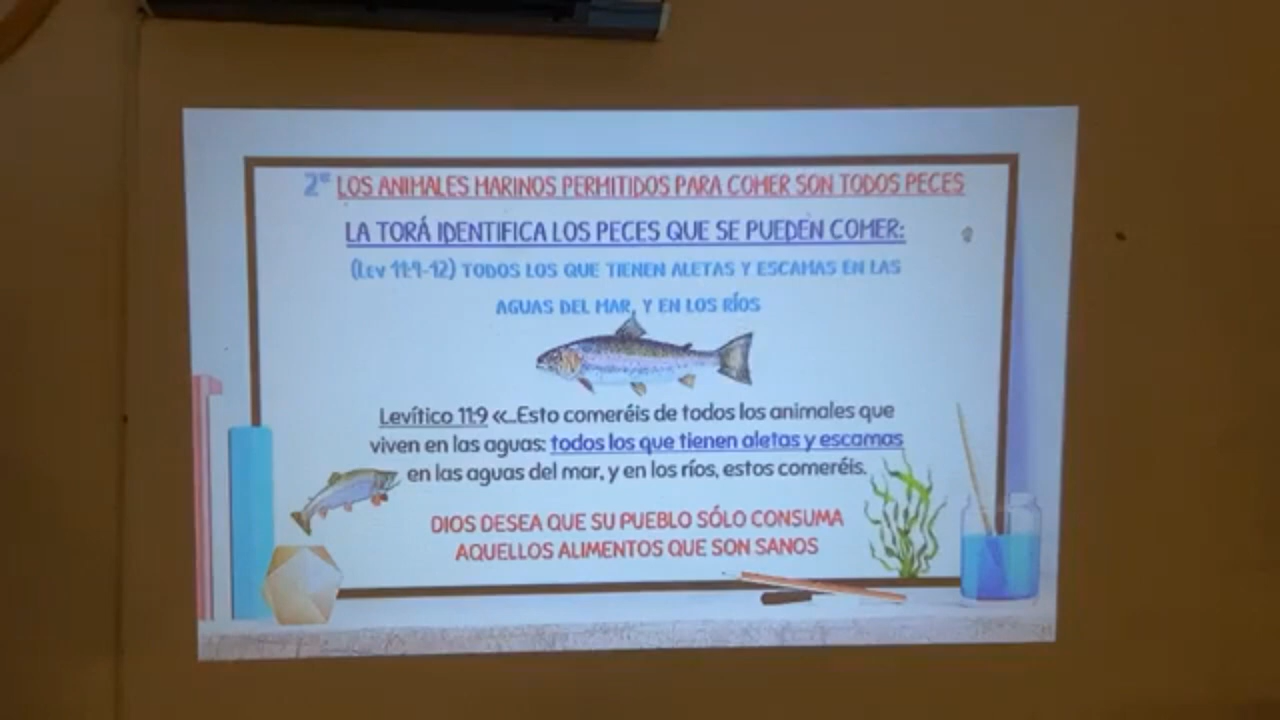 2º LOS ANIMALES MARINOS PERMITIDOS PARA COMER SON TODOS PECES
LA TORÁ IDENTIFICA LOS PECES QUE SE PUEDEN COMER:
(Lev 11:9-12) TODOS LOS QUE TIENEN ALETAS Y ESCAMAS EN LAS
AGUAS DEL MAR, Y EN LOS RÍOS
Levítico 11:9 «...Esto comeréis de todos los animales que
viven en las aguas: todos los que tienen aletas y escamas
en las aguas del mar, y en los ríos, estos comeréis.
DIOS DESEA QUE SU PUEBLO SÓLO CONSUMA
AQUELLOS ALIMENTOS QUE SON SANOS